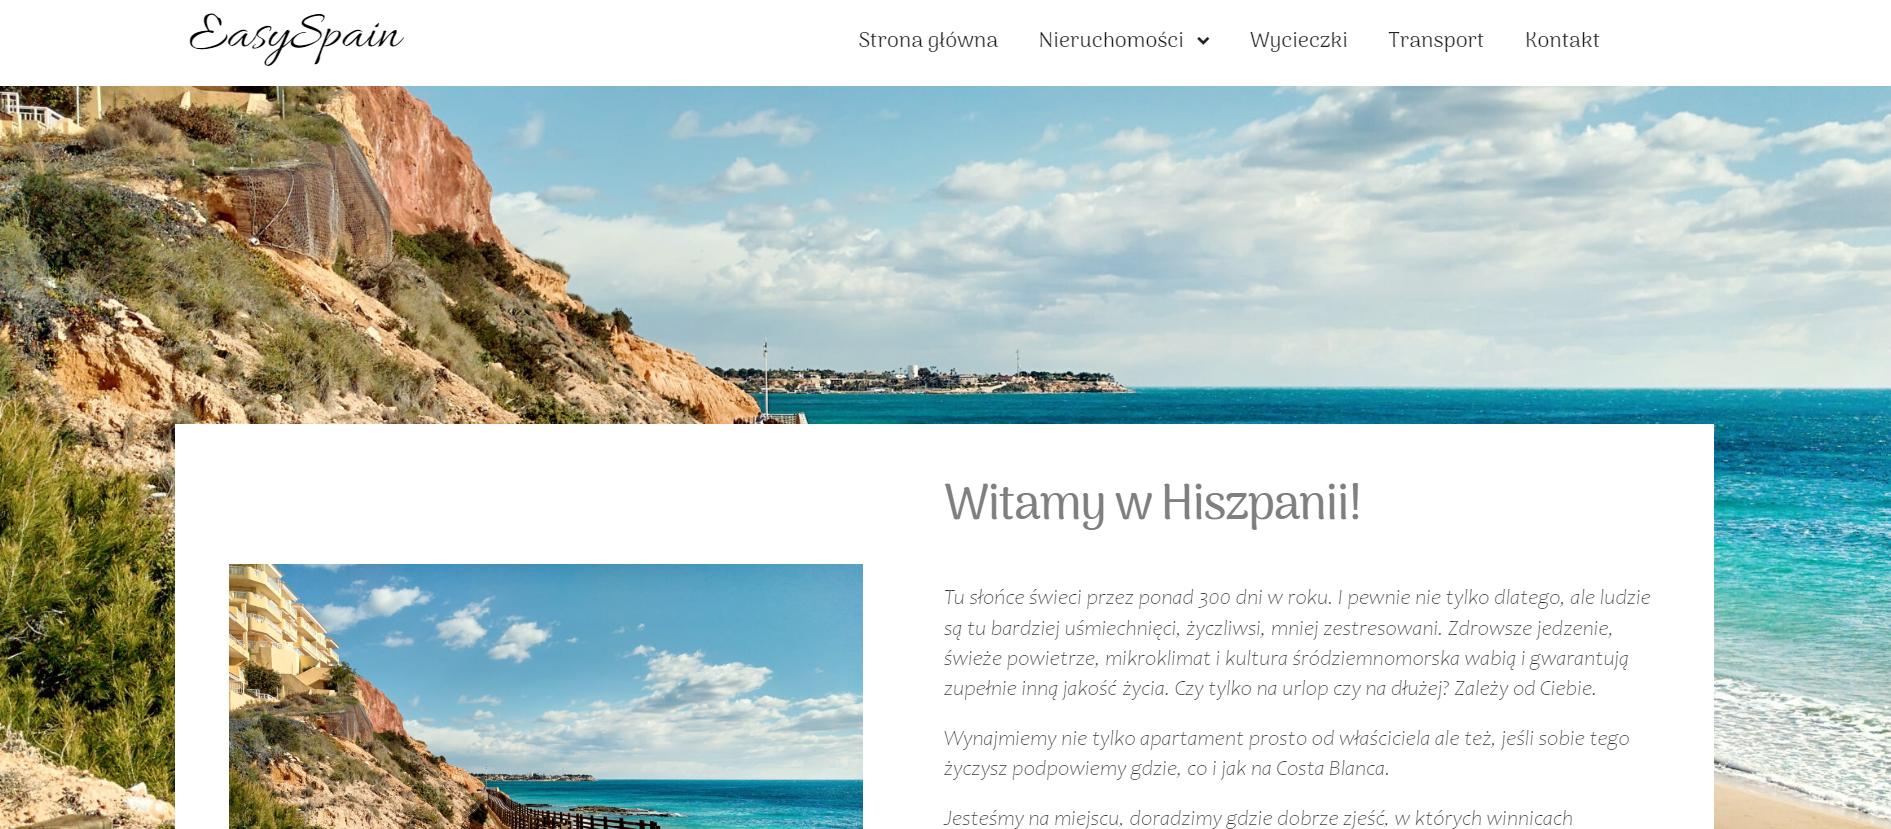 EasySpain
Strona główna Nieruchomości Wycieczki Transport Kontakt
Witamy w Hiszpanii!
Tu słońce świeci przez ponad 300 dni w roku. I pewnie nie tylko dlatego, ale ludzie
są tu bardziej uśmiechnięci, życzliwsi, mniej zestresowani. Zdrowsze jedzenie,
świeże powietrze, mikroklimat i kultura śródziemnomorska wabią i gwarantują
zupełnie inną jakość życia. Czy tylko na urlop czy na dłużej? Zależy od Ciebie.
Wynajmiemy nie tylko apartament prosto od właściciela ale też, jeśli sobie tego
życzysz podpowiemy gdzie, co i jak na Costa Blanca.
Jesteśmy na miejscu, doradzimy gdzie dobrze zjeść, w których winnicach